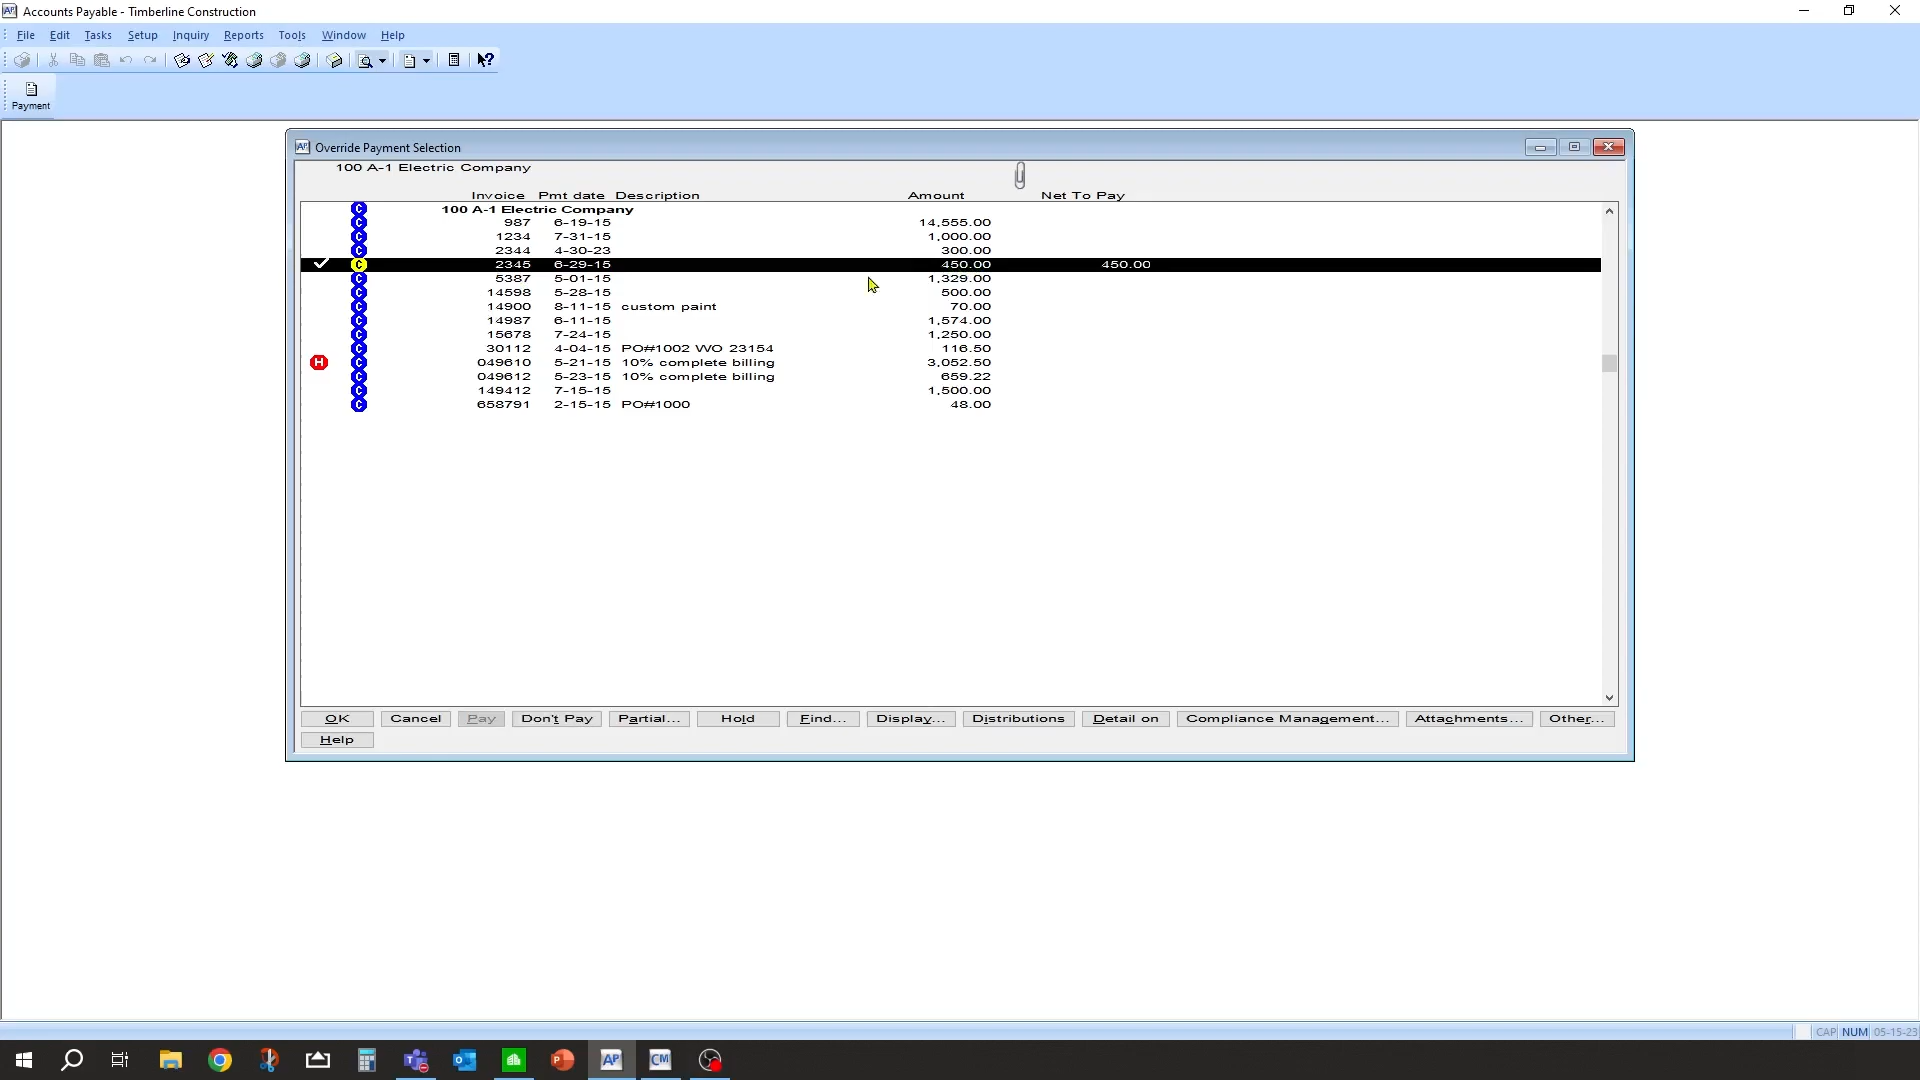 Accounts Payable - Timberline Construction
File Edit Tasks Setup Inquiry Reports Tools Window Help
Payment
Override Payment Selection
100 A-1 Electric Company
Invoice Pmt date Description Amount Net To Pay
C 100 A-1 Electric Company
C 987 6-19-15 14,555.00
C 1234 7-31-15 1,000.00
C 2344 4-30-23 300.00
C 2345 6-29-15 450.00 450.00
C 5387 5-01-15 1,329.00
C 14598 5-28-15 500.00
C 14900 8-11-15 custom paint 70.00
C 14987 6-11-15 1,574.00
C 15678 7-24-15 1,250.00
C 30112 4-04-15 PO#1002 WO 23154 116.50
H C 049610 5-21-15 10% complete billing 3,052.50
C 049612 5-23-15 10% complete billing 659.22
C 149412 7-15-15 1,500.00
C 658791 2-15-15 PO#1000 48.00
OK Cancel Pay Don't Pay Partial... Hold Find... Display... Distributions Detail on Compliance Management... Attachments... Other...
Help
CAP NUM 05-15-23
AP CM